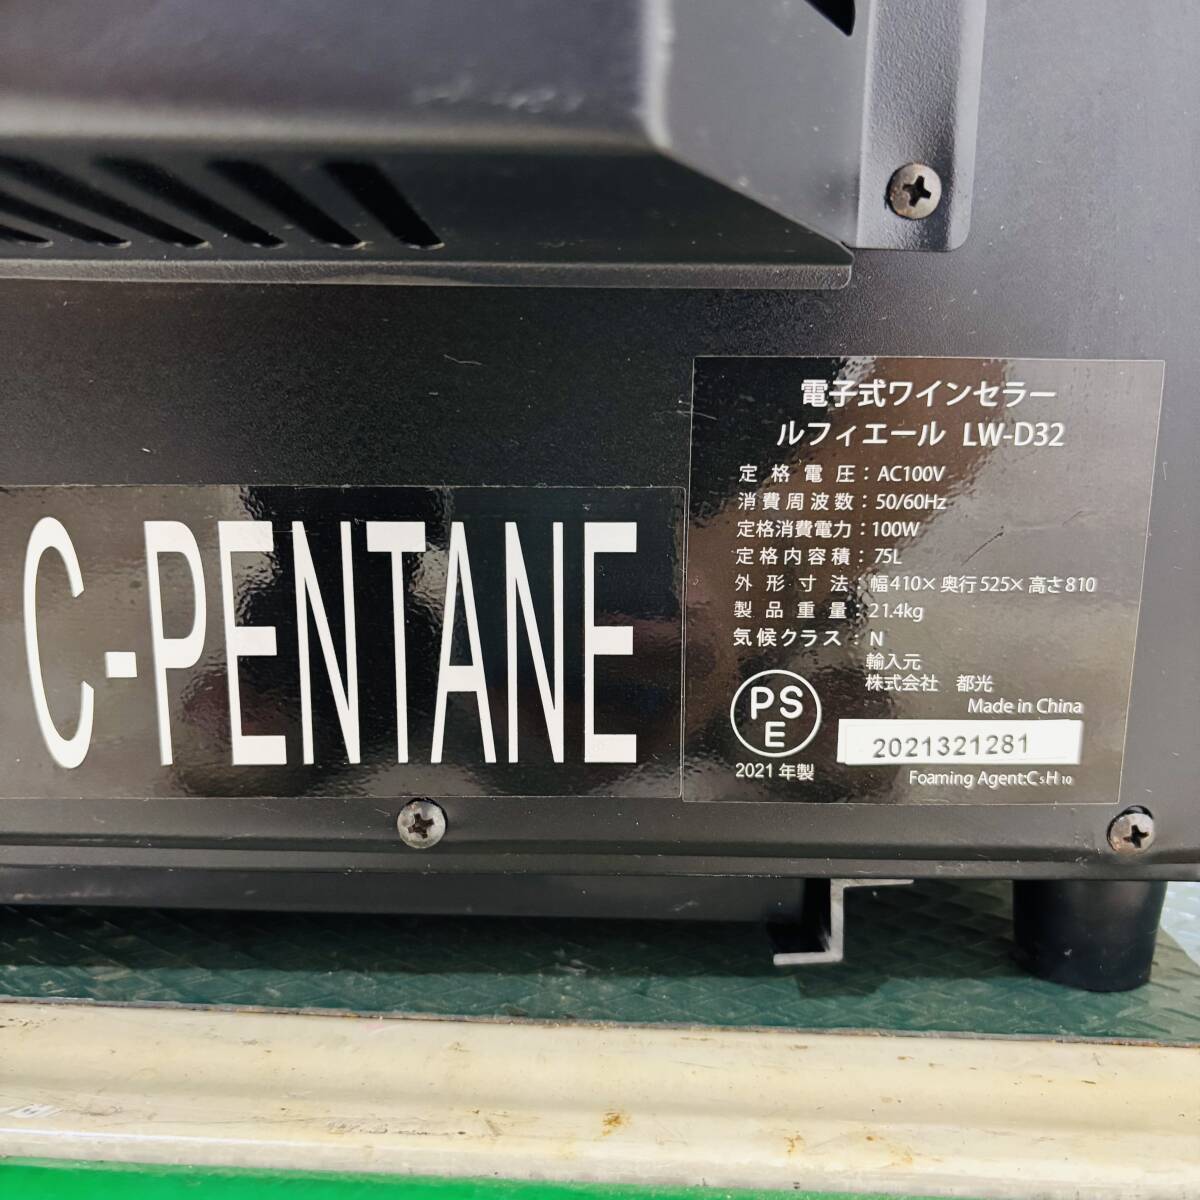 C-PENTANE
電子式ワインセラー
ルフィエール LW-D32
定格電圧：AC100V
消費周波数：50/60Hz
定格消費電力：100W
定格内容積：75L
外形寸法：幅410×奥行525×高さ810
製品重量：21.4kg
気候クラス：N
輸入元
株式会社 都光
Made in China
PSE
2021321281
2021年製
Foaming Agent:C5H10